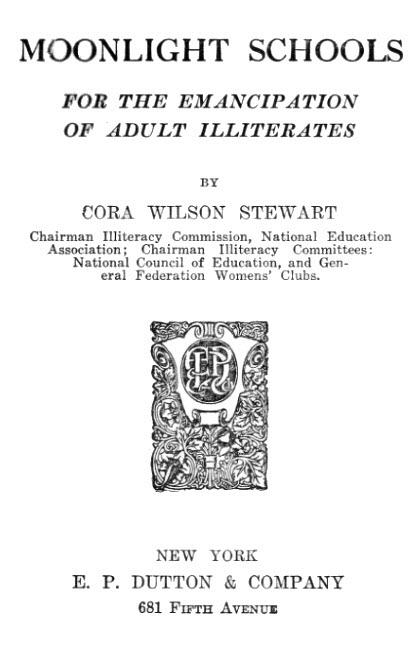 MOONLIGHT SCHOOLS
FOR THE EMANCIPATION
OF ADULT ILLITERATES
BY
CORA WILSON STEWART
Chairman Illiteracy Commission, National Education
Association; Chairman Illiteracy Committees:
National Council of Education, and Gen-
eral Federation Womens' Clubs.
EPD&Co
NEW YORK
E. P. DUTTON & COMPANY
681 FIFTH AVENUE